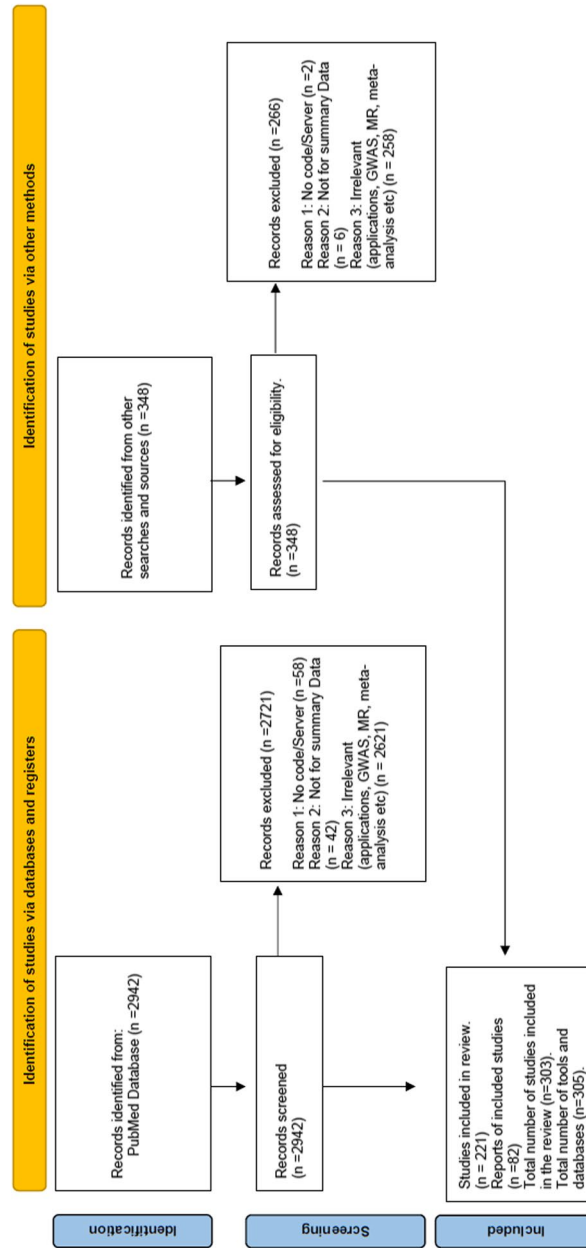 Identification of studies via databases and registers
Identification of studies via other methods
Identification
Records identified from:
PubMed Database (n =2942)
Records identified from other
searches and sources (n =348)
Screening
Records screened
(n =2942)
Records excluded (n =2721)
Reason 1: No code/Server (n =58)
Reason 2: Not for summary Data
(n = 42)
Reason 3: Irrelevant
(applications, GWAS, MR, meta-
analysis etc) (n = 2621)
Records assessed for eligibility.
(n =348)
Records excluded (n =266)
Reason 1: No code/Server (n =2)
Reason 2: Not for summary Data
(n = 6)
Reason 3: Irrelevant
(applications, GWAS, MR, meta-
analysis etc) (n = 258)
Included
Studies included in review.
(n = 221)
Reports of included studies
(n =82)
Total number of studies included
in the review (n=303).
Total number of tools and
databases (n=305).